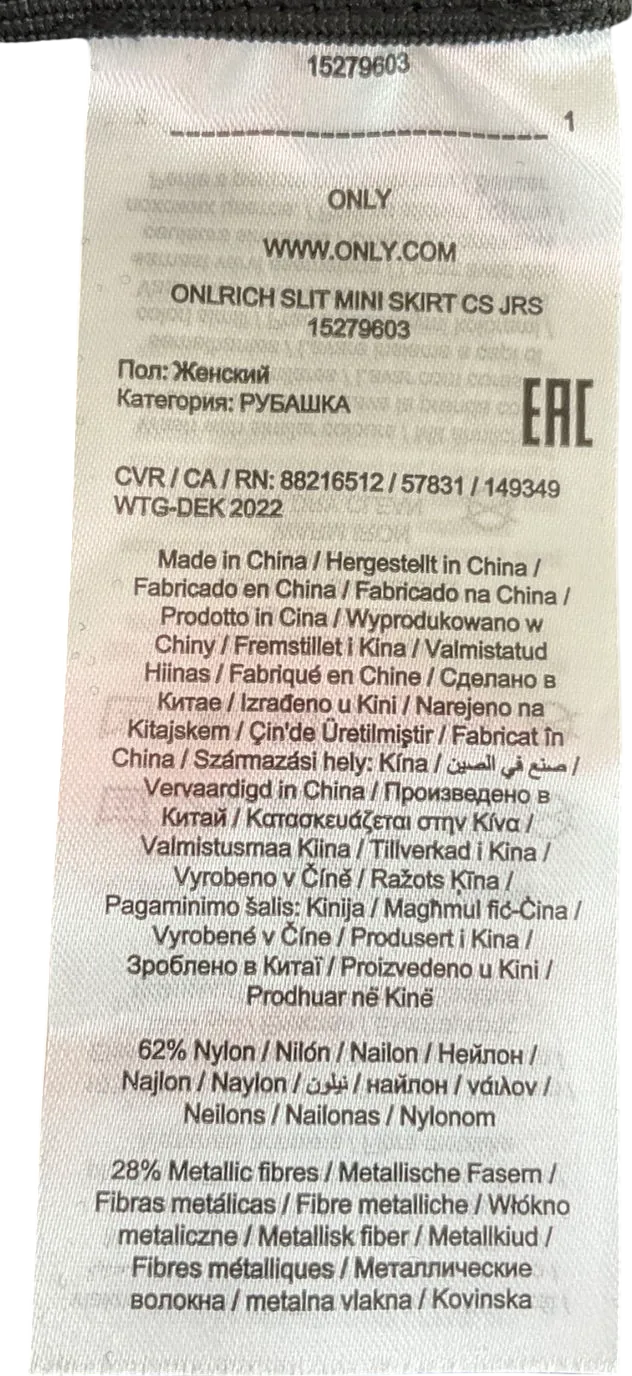 15279603
1
ONLY
WWW.ONLY.COM
ONLRICH SLIT MINI SKIRT CS JRS
15279603
Пол: Женский
Категория: РУБАШКА
EAC
CVR / CA / RN: 88216512 / 57831 / 149349
WTG-DEK 2022
Made in China / Hergestellt in China /
Fabricado en China / Fabricado na China /
Prodotto in Cina / Wyprodukowano w
Chiny / Fremstillet i Kina / Valmistatud
Hiinas / Fabriqué en Chine / Сделано в
Китае / Izrađeno u Kini / Narejeno na
Kitajskem / Çin'de Üretilmiştir / Fabricat în
China / Származási hely: Kína / صنع في الصين /
Vervaardigd in China / Произведено в
Китай / Κατασκευάζεται στην Κίνα /
Valmistusmaa Kiina / Tillverkad i Kina /
Vyrobeno v Číně / Ražots Ķīna /
Pagaminimo šalis: Kinija / Magħmul fiċ-Ċina /
Vyrobené v Číne / Produsert i Kina /
Зроблено в Китаї / Proizvedeno u Kini /
Prodhuar në Kinë
62% Nylon / Nilón / Nailon / Нейлон /
Najlon / Naylon / نيلون / найлон / νάιλον /
Neilons / Nailonas / Nylonom
28% Metallic fibres / Metallische Fasern /
Fibras metálicas / Fibre metalliche / Włókno
metaliczne / Metallisk fiber / Metallkiud /
Fibres métalliques / Металлические
волокна / metalna vlakna / Kovinska